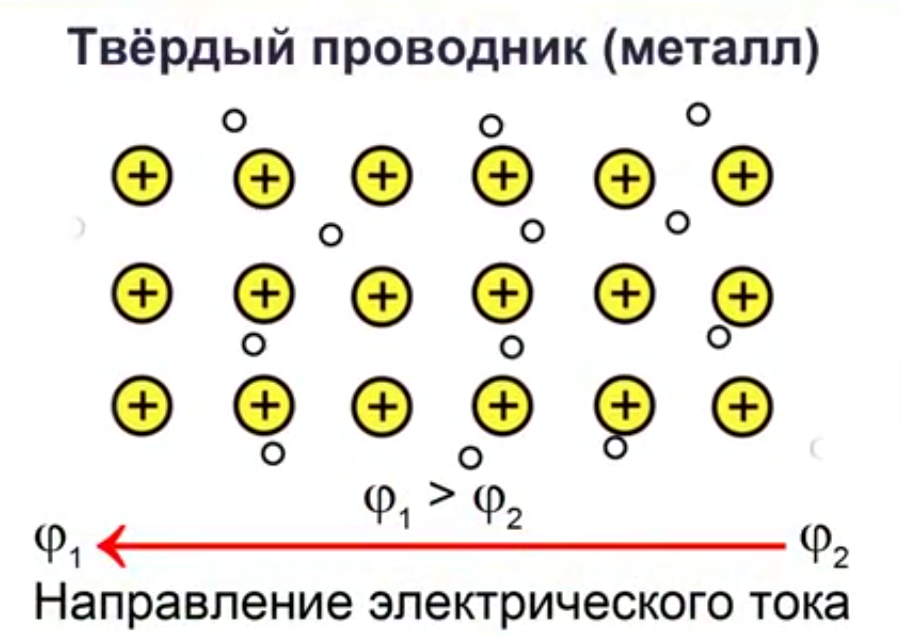 Твёрдый проводник (металл)
+ + + + + +
+ + + + + +
+ + + + + +
φ₁ > φ₂
φ₁ φ₂
Направление электрического тока